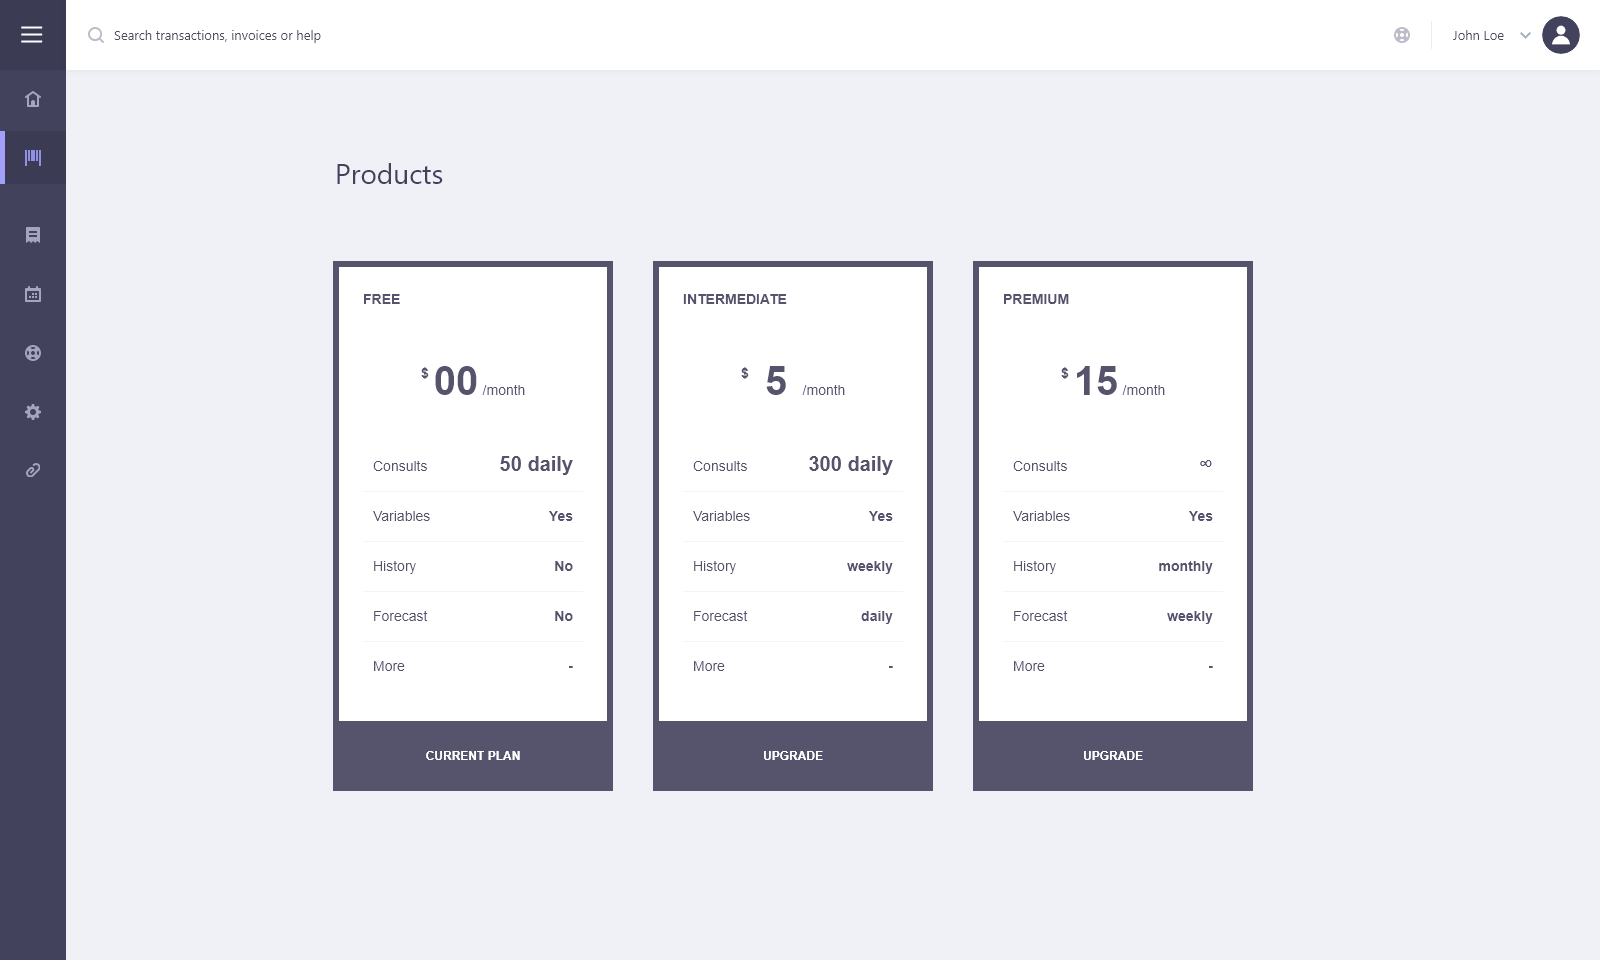 Search transactions, invoices or help
John Loe
Products
FREE
$ 00 /month
Consults 50 daily
Variables Yes
History No
Forecast No
More -
CURRENT PLAN
INTERMEDIATE
$ 5 /month
Consults 300 daily
Variables Yes
History weekly
Forecast daily
More -
UPGRADE
PREMIUM
$ 15 /month
Consults ∞
Variables Yes
History monthly
Forecast weekly
More -
UPGRADE